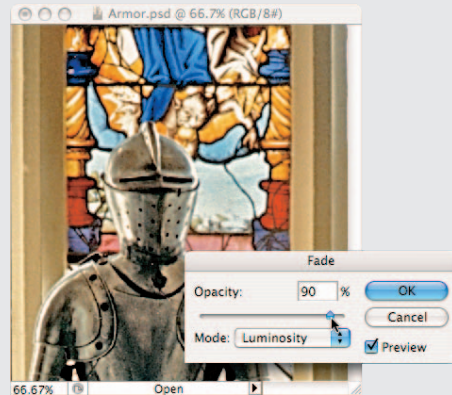 Armor.psd @ 66.7% (RGB/8#)
Fade
Opacity: 90 % OK
Cancel
Mode: Luminosity Preview
66.67% Open